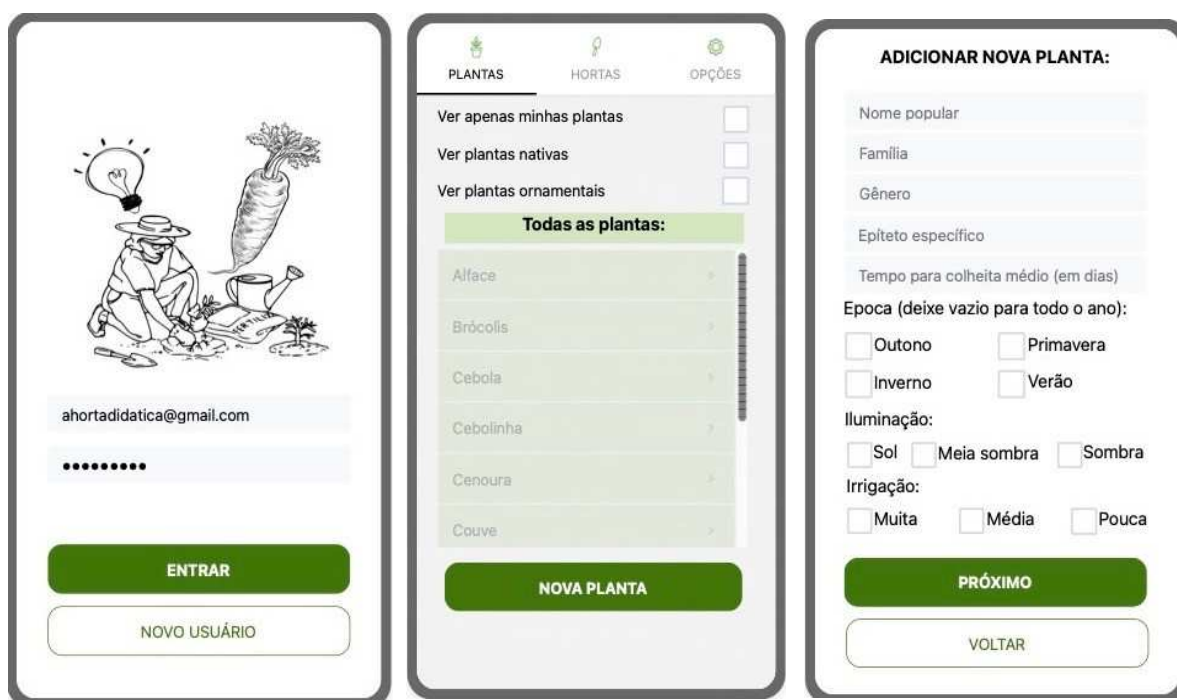 FERTILIZ
ahortadidatica@gmail.com
•••••••••
ENTRAR
NOVO USUÁRIO
PLANTAS HORTAS OPÇÕES
Ver apenas minhas plantas
Ver plantas nativas
Ver plantas ornamentais
Todas as plantas:
Alface
Brócolis
Cebola
Cebolinha
Cenoura
Couve
NOVA PLANTA
ADICIONAR NOVA PLANTA:
Nome popular
Família
Gênero
Epíteto específico
Tempo para colheita médio (em dias)
Epoca (deixe vazio para todo o ano):
Outono Primavera
Inverno Verão
Iluminação:
Sol Meia sombra Sombra
Irrigação:
Muita Média Pouca
PRÓXIMO
VOLTAR